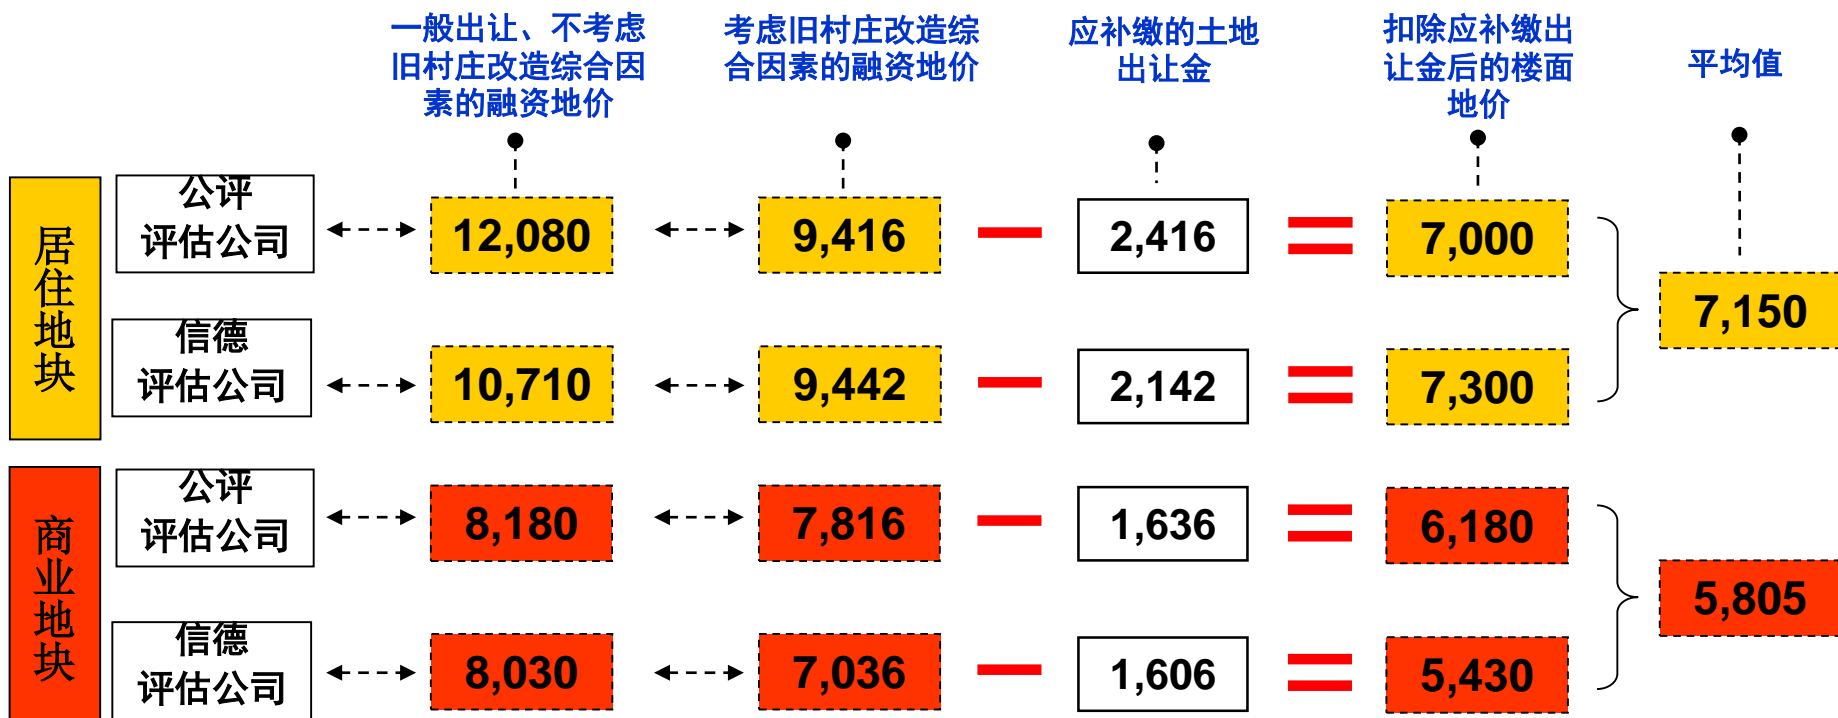 一般出让、不考虑
旧村庄改造综合因
素的融资地价
考虑旧村庄改造综
合因素的融资地价
应补缴的土地
出让金
扣除应补缴出
让金后的楼面
地价
平均值
居住地块
公评
评估公司
12,080
9,416
2,416
7,000
信德
评估公司
10,710
9,442
2,142
7,300
7,150
商业地块
公评
评估公司
8,180
7,816
1,636
6,180
信德
评估公司
8,030
7,036
1,606
5,430
5,805